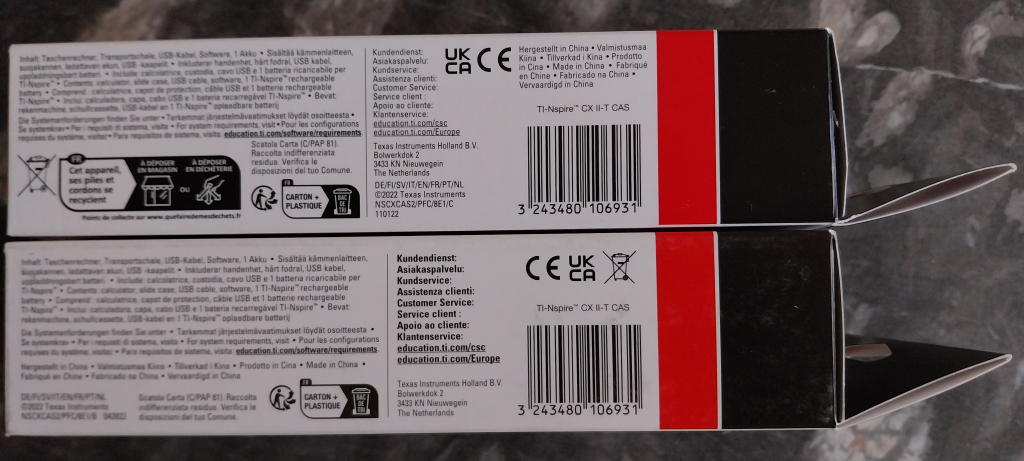 Inhalt: Taschenrechner, Transportschale, USB-Kabel, Software, 1 Akku • Sisältää kämmenlaitteen,
suojakannen, ladattavan akun, USB -kaapelit • Inkluderar handenhet, hårt fodral, USB kabel,
uppladdningsbart batteri. • Include: calcolatrice, custodia, cavo USB e 1 batteria ricaricabile per
TI-Nspire™ • Contents: calculator, slide case, USB cable, software, 1 TI-Nspire™ rechargeable
battery • Comprend : calculatrice, capot de protection, câble USB et 1 batterie rechargeable
TI-Nspire™ • Inclui: calculadora, capa, cabo USB e 1 bateria recarregável TI-Nspire™ • Bevat:
rekenmachine, schuifcassette, USB-kabel en 1 TI-Nspire™ oplaadbare batterij
Die Systemanforderungen finden Sie unter • Tarkemmat järjestelmävaatimukset löydät osoitteesta •
Se systemkrav • Per i requisiti di sistema, visita • For system requirements, visit • Pour les configurations
requises du système, visitez • Para requisitos de sistema, visite: education.ti.com/software/requirements.
FR
Cet appareil,
ses piles et
cordons se
recyclent
À DÉPOSER
EN MAGASIN
OU
À DÉPOSER
EN DÉCHÈTERIE
Points de collecte sur www.quefairedemesdechets.fr
Scatola Carta (C/PAP 81).
Raccolta indifferenziata
residua. Verifica le
disposizioni del tuo Comune.
FR
CARTON +
PLASTIQUE
BAC
DE
TRI
Kundendienst:
Asiakaspalvelu:
Kundservice:
Assistenza clienti:
Customer Service:
Service client :
Apoio ao cliente:
Klantenservice:
education.ti.com/csc
education.ti.com/Europe
Texas Instruments Holland B.V.
Bolwerkdok 2
3433 KN Nieuwegein
The Netherlands
DE/FI/SV/IT/EN/FR/PT/NL
©2022 Texas Instruments
NSCXCAS2/PFC/8E1/C
110122
UK
CA
CE
Hergestellt in China • Valmistusmaa
Kiina • Tillverkad i Kina • Prodotto
in Cina • Made in China • Fabriqué
en Chine • Fabricado na China •
Vervaardigd in China
TI-Nspire™ CX II-T CAS
3 243480 106931
Inhalt: Taschenrechner, Transportschale, USB-Kabel, Software, 1 Akku • Sisältää kämmenlaitteen,
suojakannen, ladattavan akun, USB -kaapelit • Inkluderar handenhet, hårt fodral, USB kabel,
uppladdningsbart batteri. • Include: calcolatrice, custodia, cavo USB e 1 batteria ricaricabile per
TI-Nspire™ • Contents: calculator, slide case, USB cable, software, 1 TI-Nspire™ rechargeable
battery • Comprend : calculatrice, capot de protection, câble USB et 1 batterie rechargeable
TI-Nspire™ • Inclui: calculadora, capa, cabo USB e 1 bateria recarregável TI-Nspire™ • Bevat:
rekenmachine, schuifcassette, USB-kabel en 1 TI-Nspire™ oplaadbare batterij
Die Systemanforderungen finden Sie unter • Tarkemmat järjestelmävaatimukset löydät osoitteesta •
Se systemkrav • Per i requisiti di sistema, visita • For system requirements, visit • Pour les configurations
requises du système, visitez • Para requisitos de sistema, visite: education.ti.com/software/requirements.
Hergestellt in China • Valmistusmaa Kiina • Tillverkad i Kina • Prodotto in Cina • Made in China •
Fabriqué en Chine • Fabricado na China • Vervaardigd in China
DE/FI/SV/IT/EN/FR/PT/NL
©2022 Texas Instruments
NSCXCAS2/PFC/8E1/B 042822
Scatola Carta (C/PAP 81). Raccolta
indifferenziata residua. Verifica le
disposizioni del tuo Comune.
FR
CARTON +
PLASTIQUE
BAC
DE
TRI
Kundendienst:
Asiakaspalvelu:
Kundservice:
Assistenza clienti:
Customer Service:
Service client :
Apoio ao cliente:
Klantenservice:
education.ti.com/csc
education.ti.com/Europe
Texas Instruments Holland B.V.
Bolwerkdok 2
3433 KN Nieuwegein
The Netherlands
CE
UK
CA
TI-Nspire™ CX II-T CAS
3 243480 106931